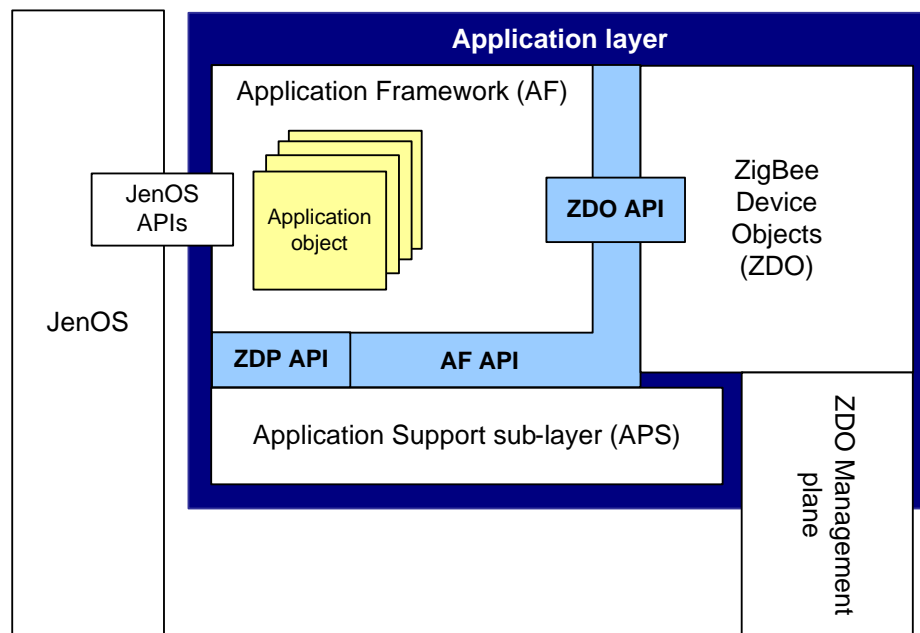 Application layer
Application Framework (AF)
JenOS
APIs
Application
object
ZDO API
ZigBee
Device
Objects
(ZDO)
JenOS
ZDP API
AF API
Application Support sub-layer (APS)
ZDO Management
plane